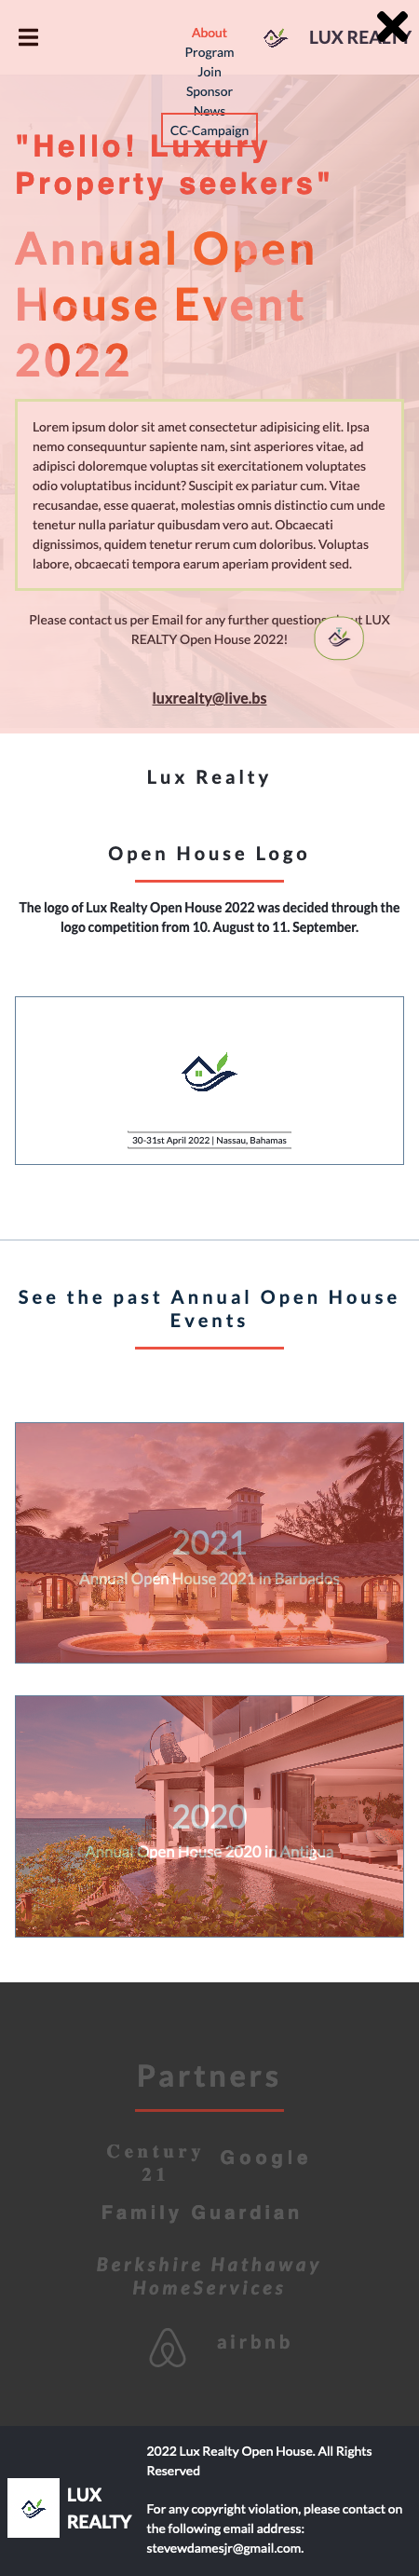 About
LUX REALTY
Program
Join
Sponsor
News
CC-Campaign
"Hello! Luxury
Property seekers"
Annual Open
House Event
2022
Lorem ipsum dolor sit amet consectetur adipisicing elit. Ipsa
nemo consequuntur sapiente nam, sint asperiores vitae, ad
adipisci doloremque voluptas sit exercitationem voluptates
odio voluptatibus incidunt? Suscipit ex pariatur cum. Vitae
recusandae, esse quaerat, molestias omnis distinctio cum unde
tenetur nulla pariatur quibusdam vero aut. Obcaecati
dignissimos, quidem tenetur rerum cum doloribus. Voluptas
labore, obcaecati tempora earum aperiam provident sed.
Please contact us per Email for any further questions about LUX
REALTY Open House 2022!
luxrealty@live.bs
Lux Realty
Open House Logo
The logo of Lux Realty Open House 2022 was decided through the
logo competition from 10. August to 11. September.
30-31st April 2022 | Nassau, Bahamas
See the past Annual Open House
Events
2021
Annual Open House 2021 in Barbados
2020
Annual Open House 2020 in Antigua
Partners
Century
21
Google
Family Guardian
Berkshire Hathaway
HomeServices
airbnb
LUX
REALTY
2022 Lux Realty Open House. All Rights
Reserved
For any copyright violation, please contact on
the following email address:
stevewdamesjr@gmail.com.